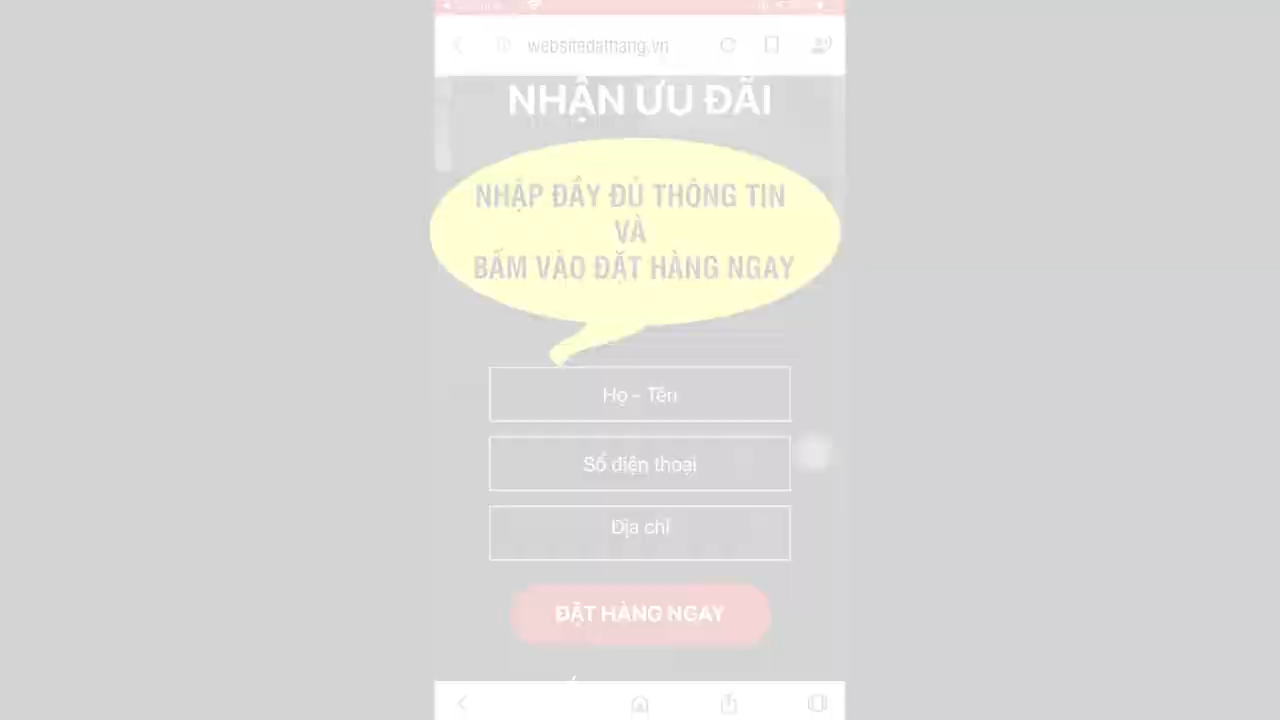 websitedathang.vn
NHẬN ƯU ĐÃI
NHẬP ĐẦY ĐỦ THÔNG TIN
VÀ
BẤM VÀO ĐẶT HÀNG NGAY
Họ - Tên
Số điện thoại
Địa chỉ
ĐẶT HÀNG NGAY